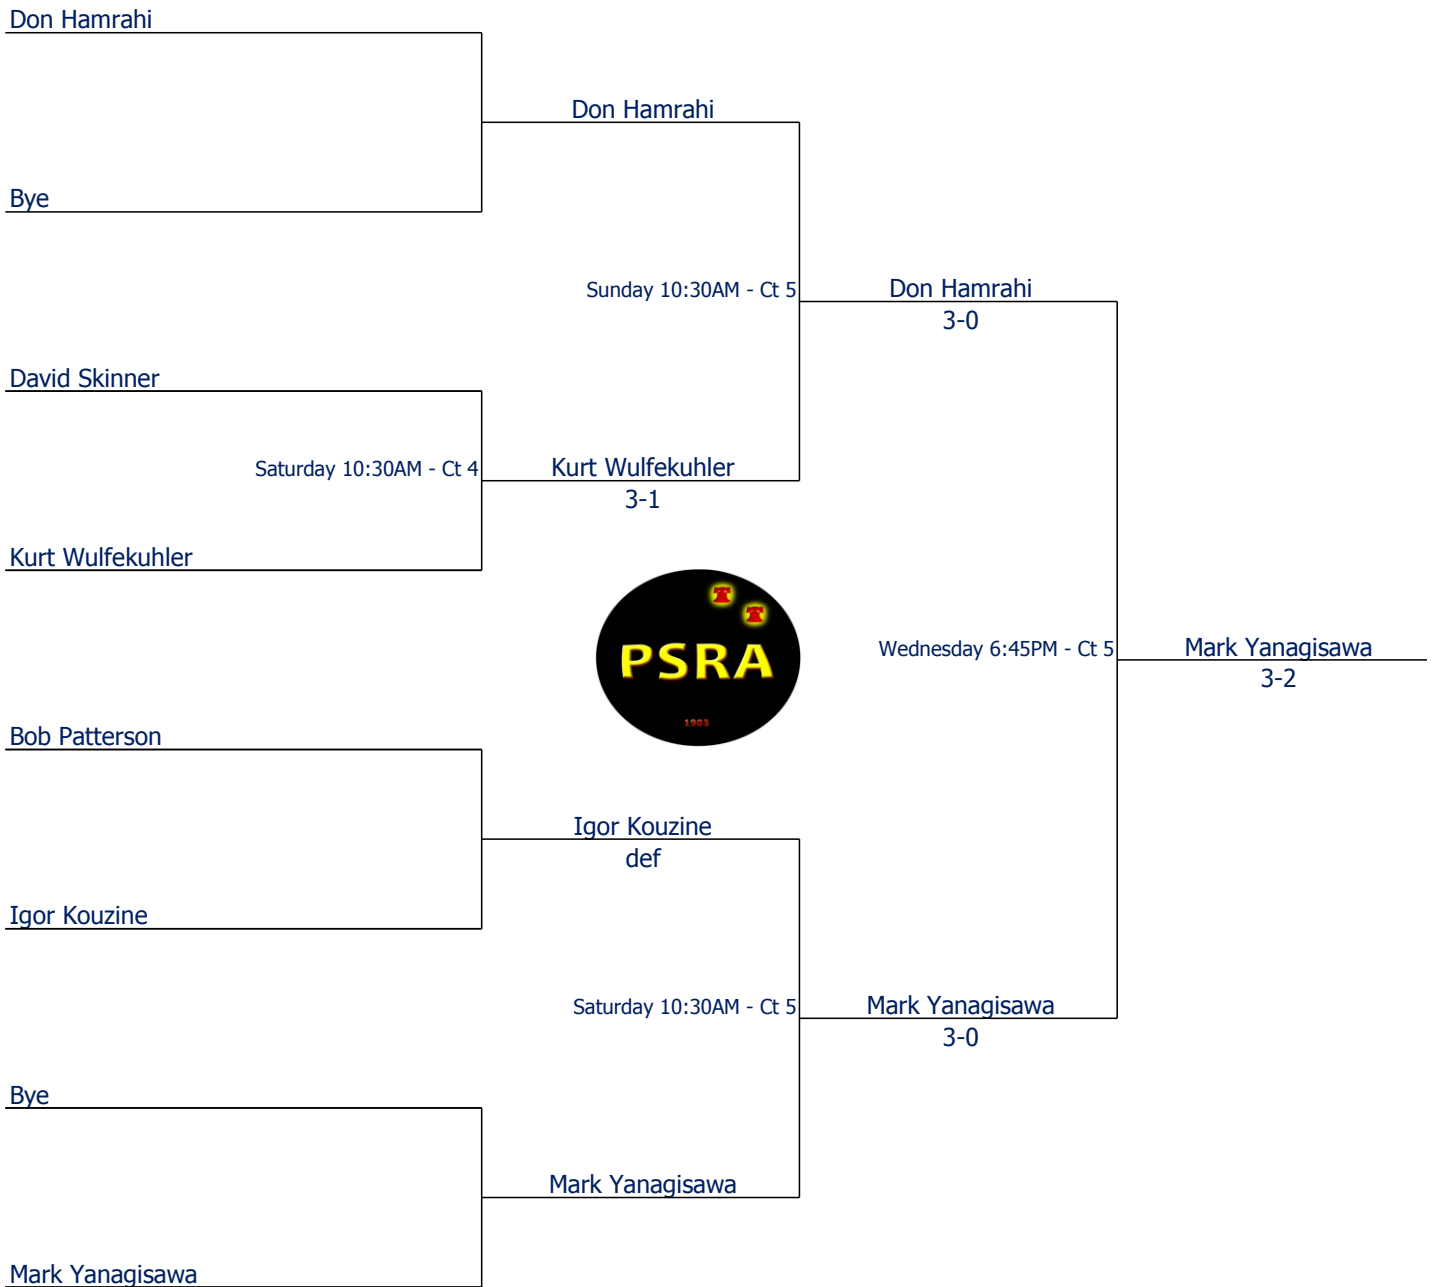 Don Hamrahi
Don Hamrahi
Bye
Sunday 10:30AM - Ct 5
Don Hamrahi
3-0
David Skinner
Saturday 10:30AM - Ct 4
Kurt Wulfekuhler
3-1
Kurt Wulfekuhler
PSRA
1903
Wednesday 6:45PM - Ct 5
Mark Yanagisawa
3-2
Bob Patterson
Igor Kouzine
def
Igor Kouzine
Saturday 10:30AM - Ct 5
Mark Yanagisawa
3-0
Bye
Mark Yanagisawa
Mark Yanagisawa